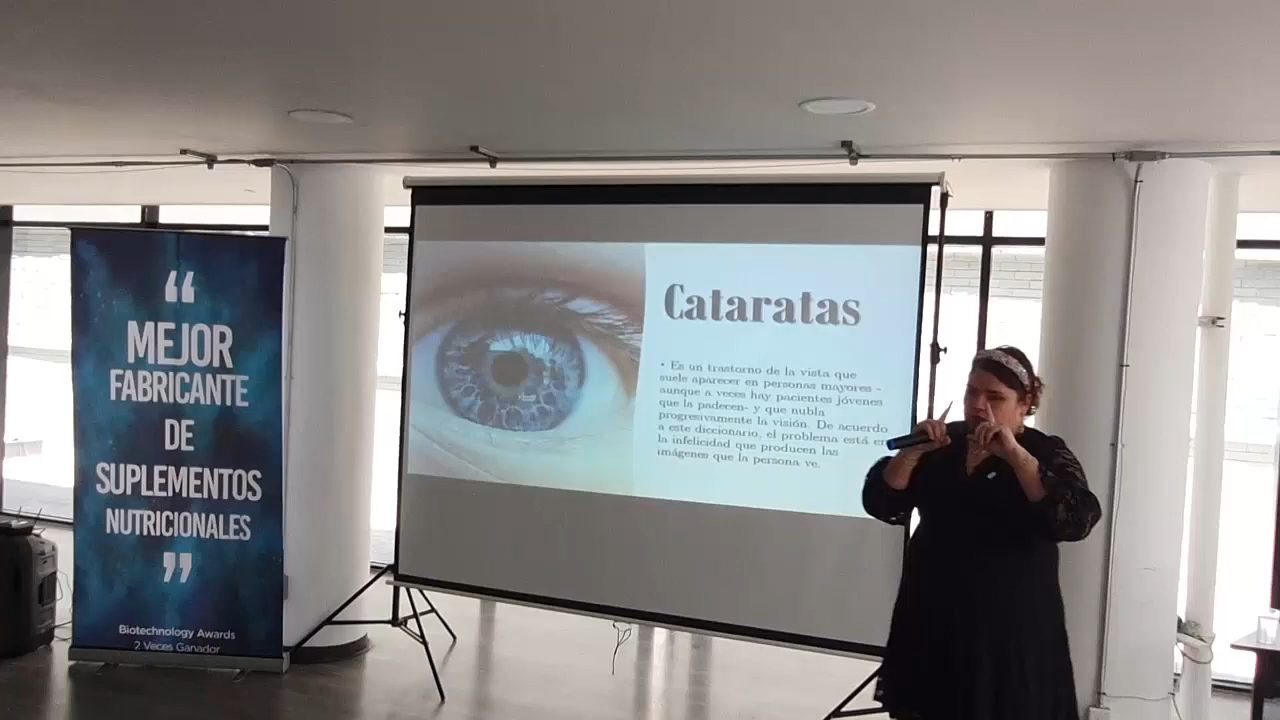 “
MEJOR
FABRICANTE
DE
SUPLEMENTOS
NUTRICIONALES
”
Biotechnology Awards
2 Veces Ganador
Cataratas
• Es un trastorno de la vista que
suele aparecer en personas mayores -
aunque a veces hay pacientes jóvenes
que la padecen- y que nubla
progresivamente la visión. De acuerdo
a este diccionario, el problema está en
la infelicidad que producen las
imágenes que la persona ve.